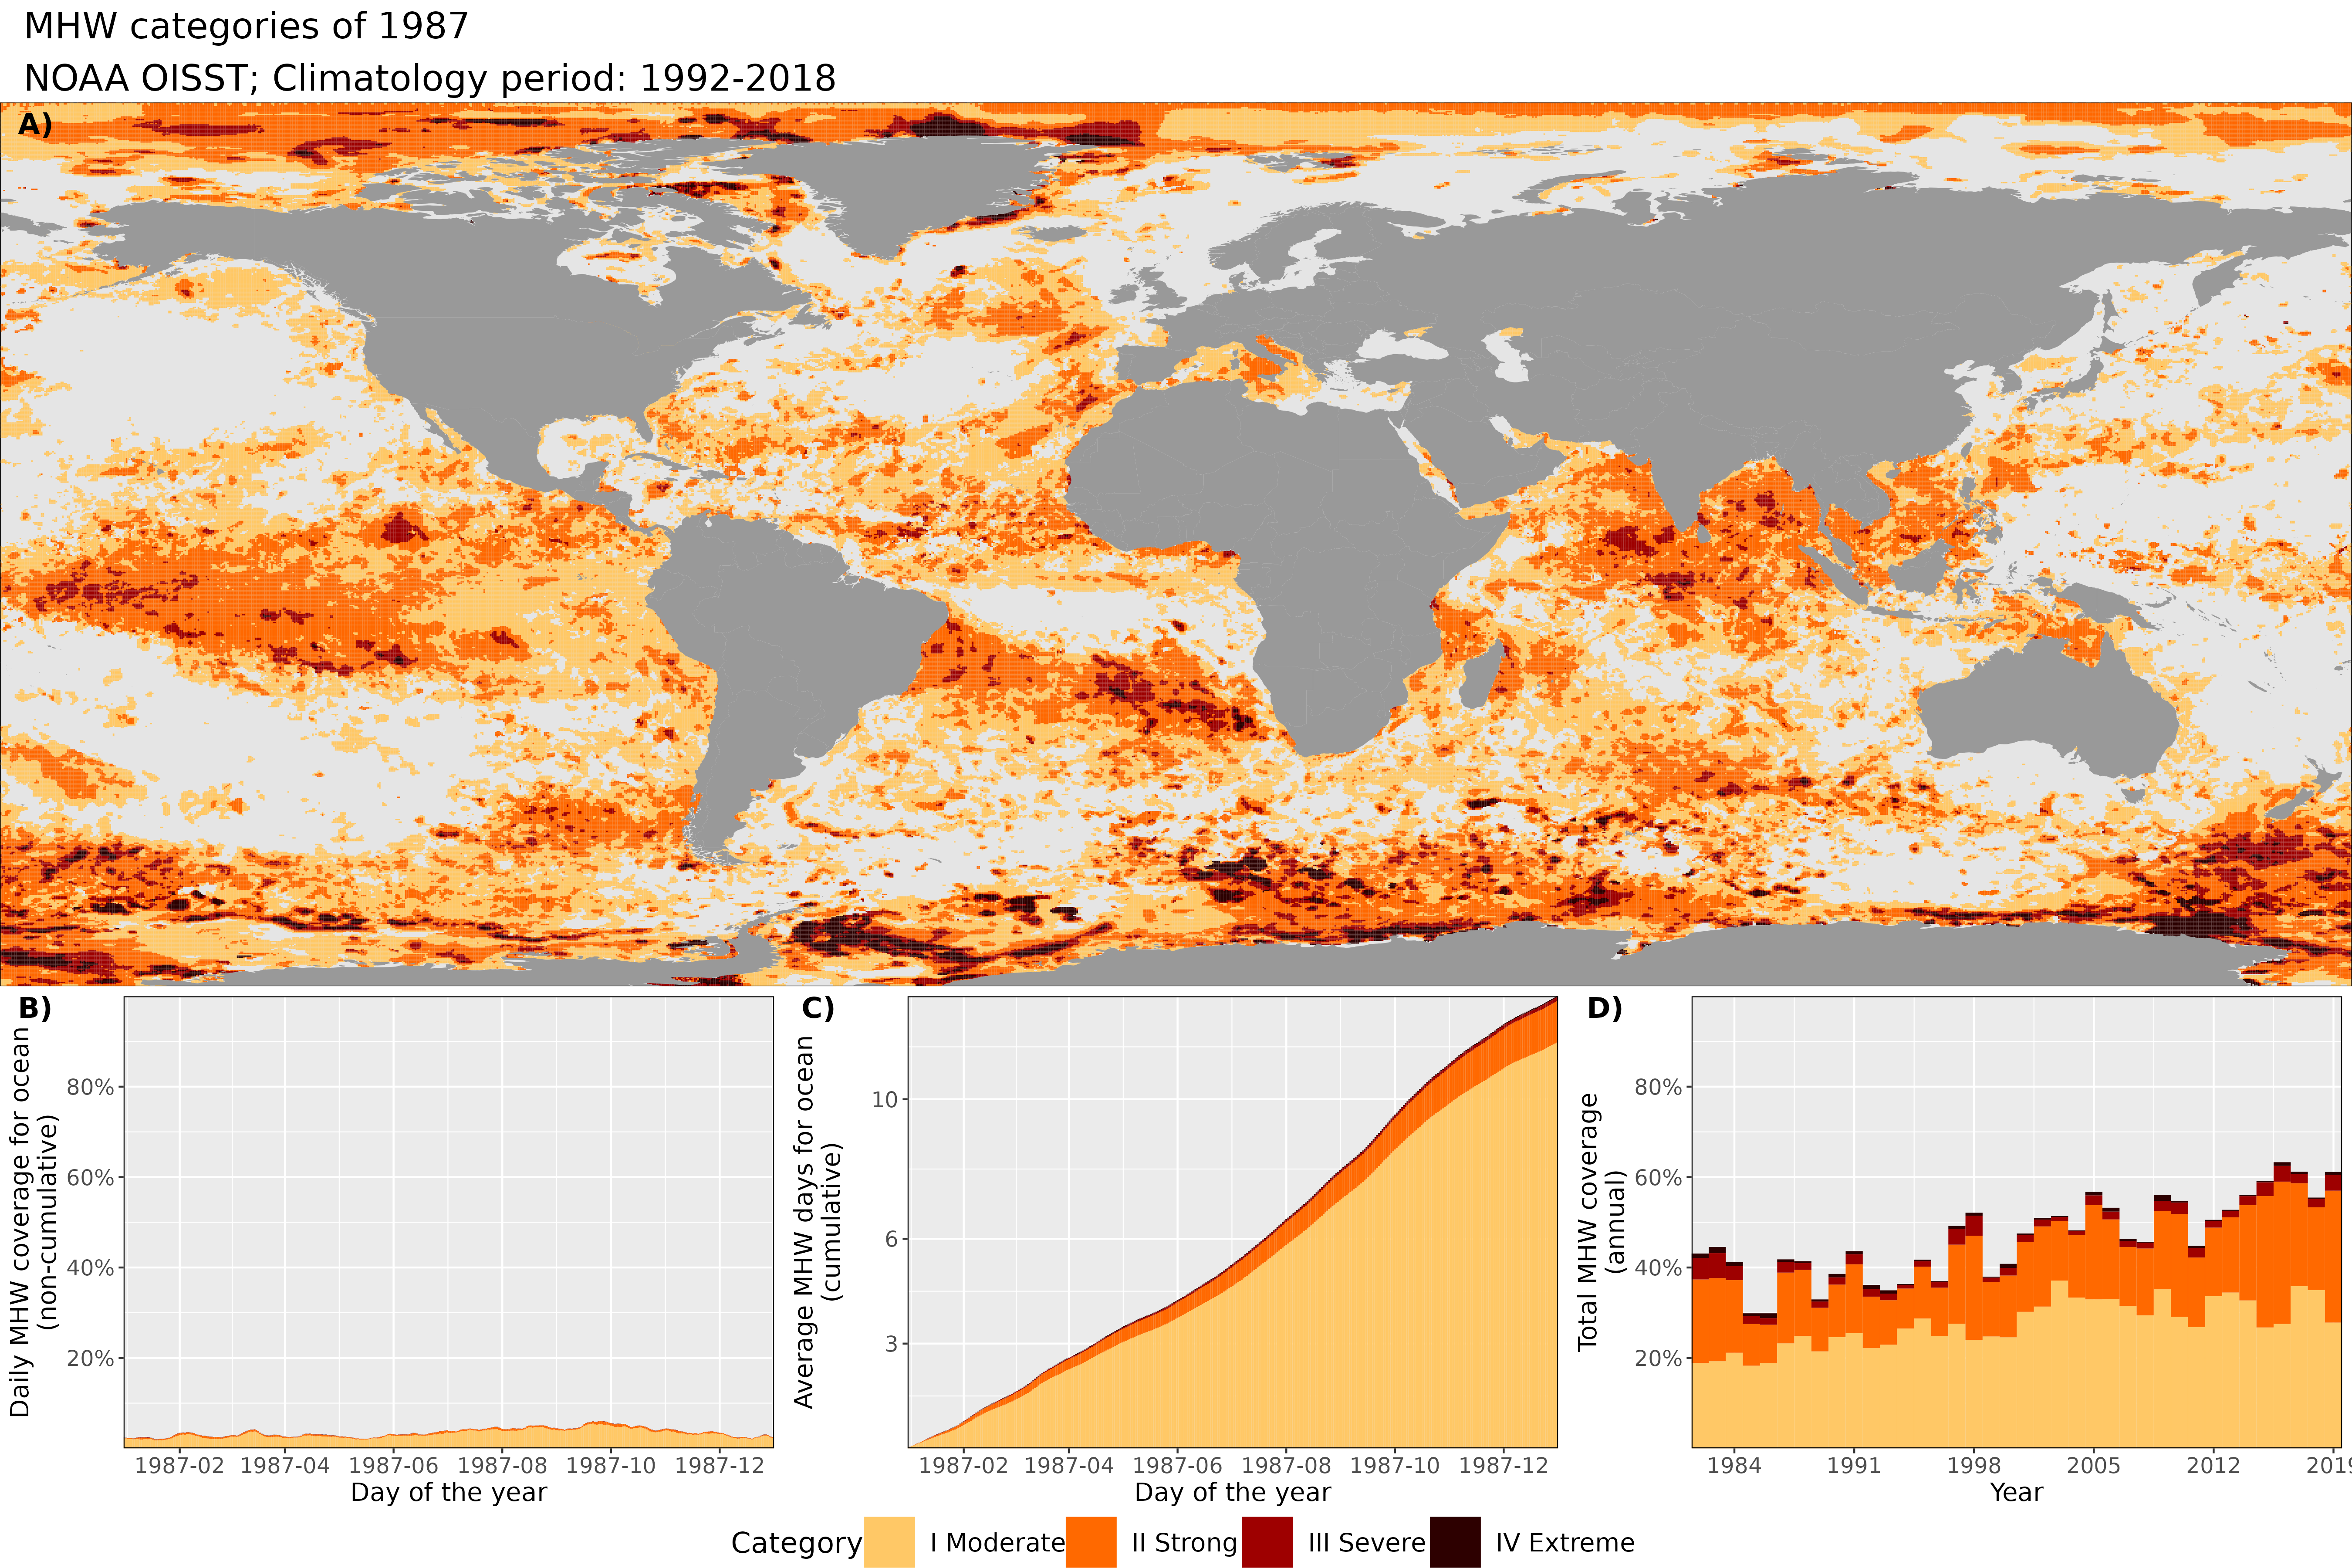 MHW categories of 1987
NOAA OISST; Climatology period: 1992-2018
A)
B)
Daily MHW coverage for ocean
(non-cumulative)
80%
60%
40%
20%
1987-02 1987-04 1987-06 1987-08 1987-10 1987-12
Day of the year
C)
Average MHW days for ocean
(cumulative)
10
6
3
1987-02 1987-04 1987-06 1987-08 1987-10 1987-12
Day of the year
D)
Total MHW coverage
(annual)
80%
60%
40%
20%
1984 1991 1998 2005 2012 2019
Year
Category I Moderate II Strong III Severe IV Extreme